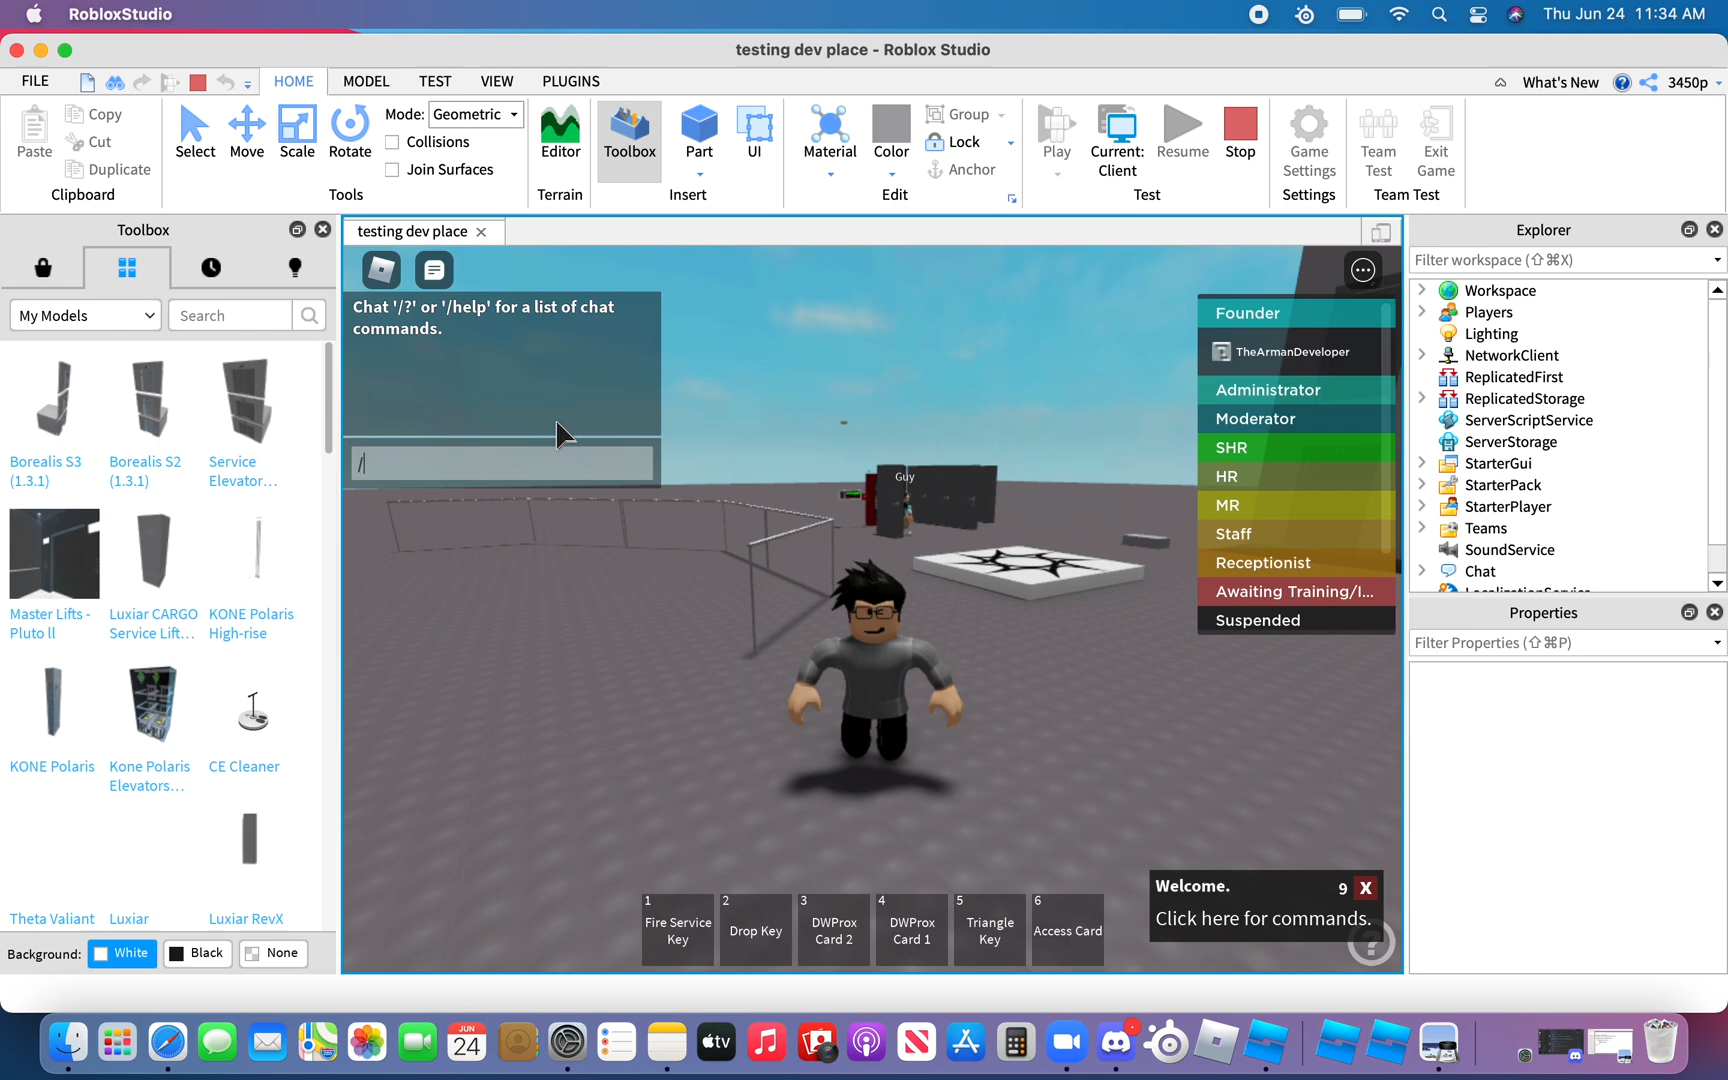 RobloxStudio
Thu Jun 24 11:34 AM
testing dev place - Roblox Studio
FILE
HOME
MODEL
TEST
VIEW
PLUGINS
What's New
3450p
Paste
Copy
Cut
Duplicate
Clipboard
Select
Move
Scale
Rotate
Mode:
Geometric
Collisions
Join Surfaces
Tools
Editor
Terrain
Toolbox
Part
UI
Insert
Material
Color
Group
Lock
Anchor
Edit
Play
Current:
Client
Resume
Stop
Test
Game
Settings
Settings
Team
Test
Exit
Game
Team Test
Toolbox
My Models
Search
Borealis S3
(1.3.1)
Borealis S2
(1.3.1)
Service
Elevator...
Master Lifts -
Pluto ll
Luxiar CARGO
Service Lift...
KONE Polaris
High-rise
KONE Polaris
Kone Polaris
Elevators...
CE Cleaner
Theta Valiant
Luxiar
Luxiar RevX
Background:
White
Black
None
testing dev place
Chat '/?' or '/help' for a list of chat
commands.
/
Guy
Founder
TheArmanDeveloper
Administrator
Moderator
SHR
HR
MR
Staff
Receptionist
Awaiting Training/I...
Suspended
1
Fire Service
Key
2
Drop Key
3
DWProx
Card 2
4
DWProx
Card 1
5
Triangle
Key
6
Access Card
Welcome.
9 X
Click here for commands.
?
Explorer
Filter workspace (⇧⌘X)
Workspace
Players
Lighting
NetworkClient
ReplicatedFirst
ReplicatedStorage
ServerScriptService
ServerStorage
StarterGui
StarterPack
StarterPlayer
Teams
SoundService
Chat
LocalizationService
Properties
Filter Properties (⇧⌘P)
JUN
24
tv